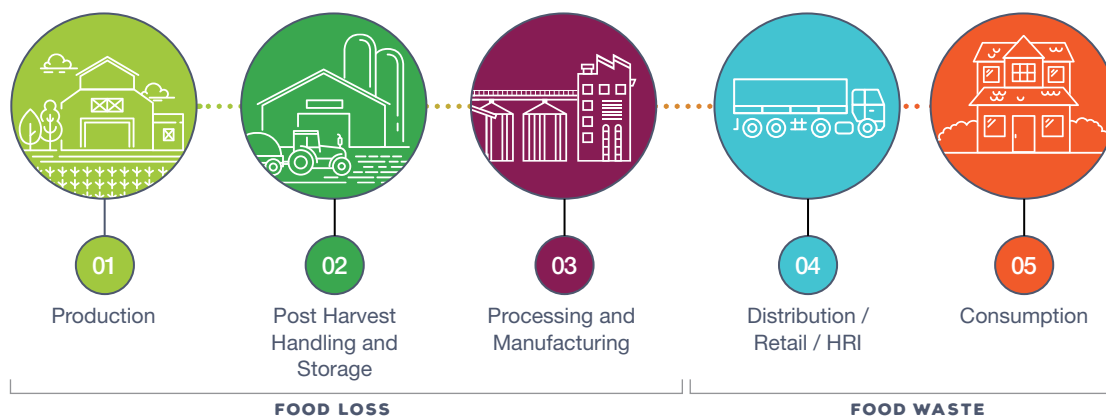 01
Production
02
Post Harvest
Handling and
Storage
03
Processing and
Manufacturing
04
Distribution /
Retail / HRI
05
Consumption
FOOD LOSS
FOOD WASTE